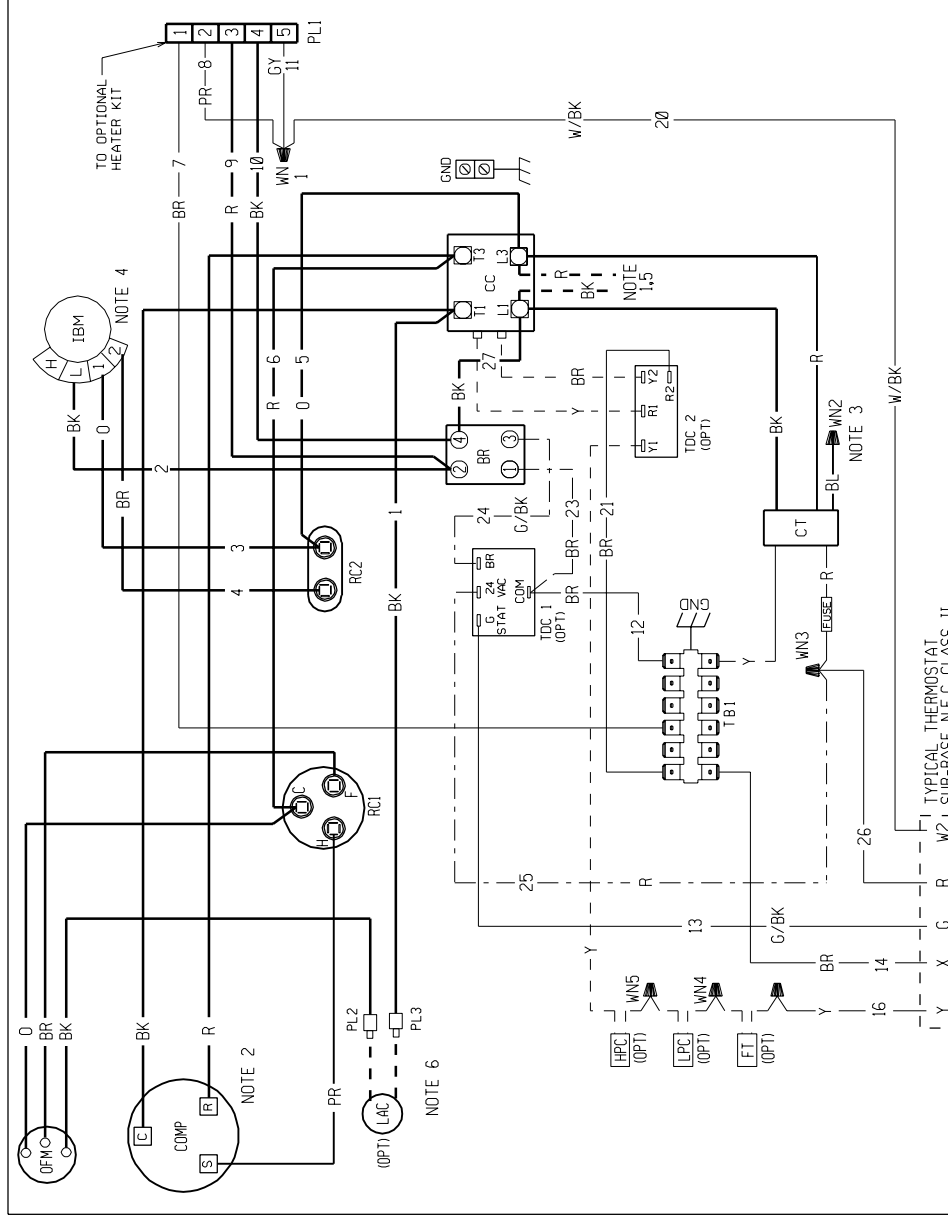 TO OPTIONAL
HEATER KIT
1
2
3
4
5
PL1
BR
7
PR
8
R
9
BK
10
GY
11
WN
1
W/BK
20
GND
IBM
H
L
1
2
NOTE 4
BK
O
BR
2
3
4
R
6
O
5
T3
T1
CC
L3
L1
R
BK
NOTE
1,5
27
BK
BR
Y
2
4
1
3
BR
Y2
R1
Y1
R2
TDC 2
(OPT)
24
G/BK
23
BR
21
BR
BR
24
VAC
G
STAT
COM
TDC 1
(OPT)
BR
12
RC2
1
BK
BK
R
BL
WN2
NOTE 3
CT
R
FUSE
WN3
Y
GND
TB1
W/BK
O
BR
BK
OFM
BK
R
C
R
S
COMP
NOTE 2
PR
C
H
F
RC1
PL2
PL3
LAC
(OPT)
NOTE 6
25
R
13
G/BK
26
BR
14
Y
16
Y
HPC
(OPT)
WN5
LPC
(OPT)
WN4
FT
(OPT)
TYPICAL THERMOSTAT
SUB-BASE N.E.C. CLASS II
Y
X
G
R
W2